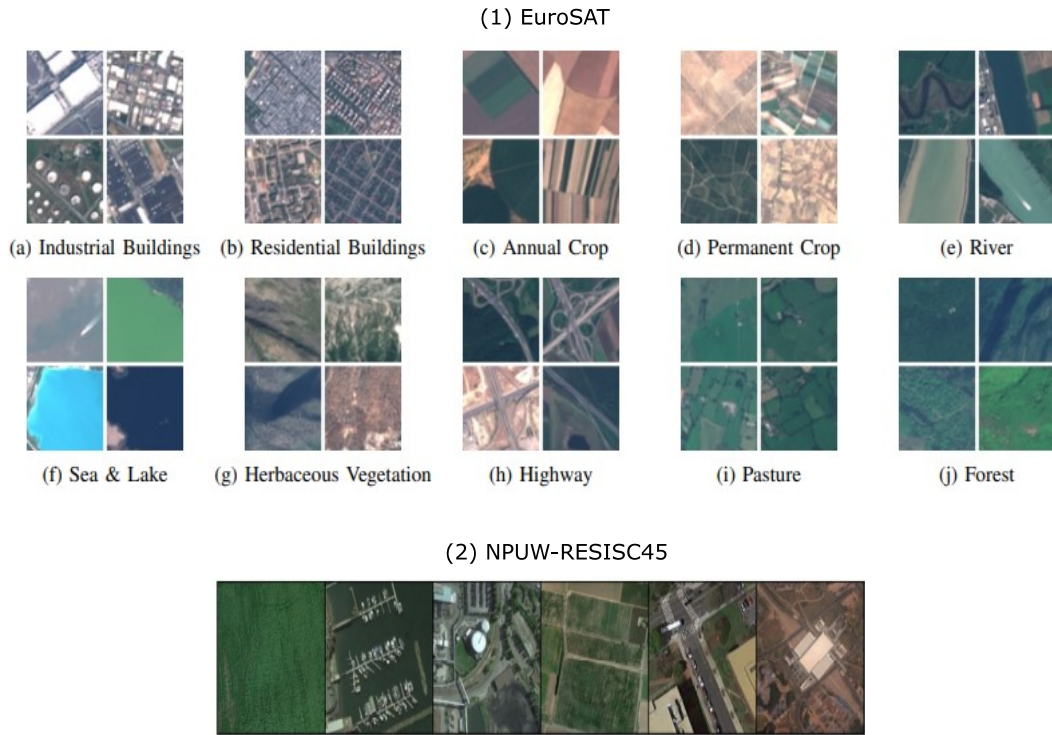 (1) EuroSAT
(a) Industrial Buildings
(b) Residential Buildings
(c) Annual Crop
(d) Permanent Crop
(e) River
(f) Sea & Lake
(g) Herbaceous Vegetation
(h) Highway
(i) Pasture
(j) Forest
(2) NPUW-RESISC45